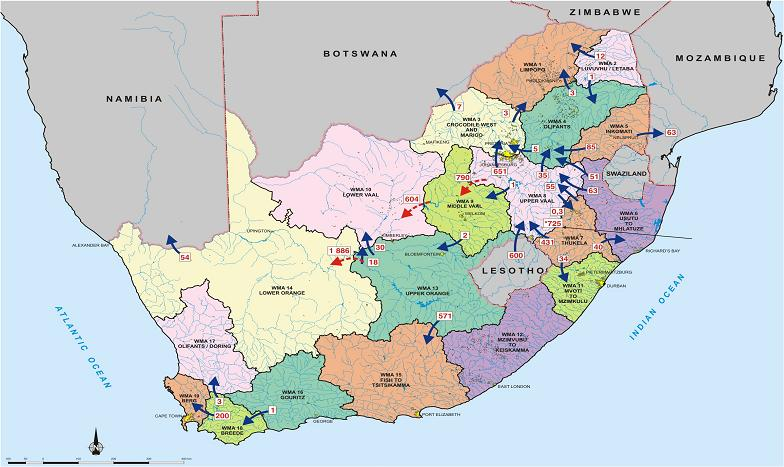 ZIMBABWE
BOTSWANA
MOZAMBIQUE
NAMIBIA
WMA 1
LIMPOPO
12
WMA 2
LUVUVHU / LETABA
1
3
7
3
WMA 3
CROCODILE WEST
AND
MARICO
WMA 4
OLIFANTS
WMA 5
INKOMATI
63
MAFIKENG
5
85
SWAZILAND
651
35
51
790
55
63
WMA 10
LOWER VAAL
604
WMA 9
MIDDLE VAAL
1
WMA 8
UPPER VAAL
0,3
725
WMA 6
USUTU
TO
MHLATUZE
WELKOM
WMA 7
THUKELA
UPINGTON
KIMBERLEY
2
431
40
ALEXANDER BAY
54
1 886
30
18
BLOEMFONTEIN
600
34
RICHARD'S BAY
LESOTHO
PIETERMARITZBURG
DURBAN
WMA 11
MVOTI
TO
MZIMKULU
WMA 14
LOWER ORANGE
WMA 13
UPPER ORANGE
INDIAN OCEAN
ATLANTIC OCEAN
571
WMA 12
MZIMVUBU
TO
KEISKAMMA
WMA 17
OLIFANTS / DORING
WMA 15
FISH TO
TSITSIKAMMA
EAST LONDON
WMA 16
GOURITZ
WMA 19
BERG
3
200
1
CAPE TOWN
WMA 18
BREEDE
GEORGE
PORT ELIZABETH